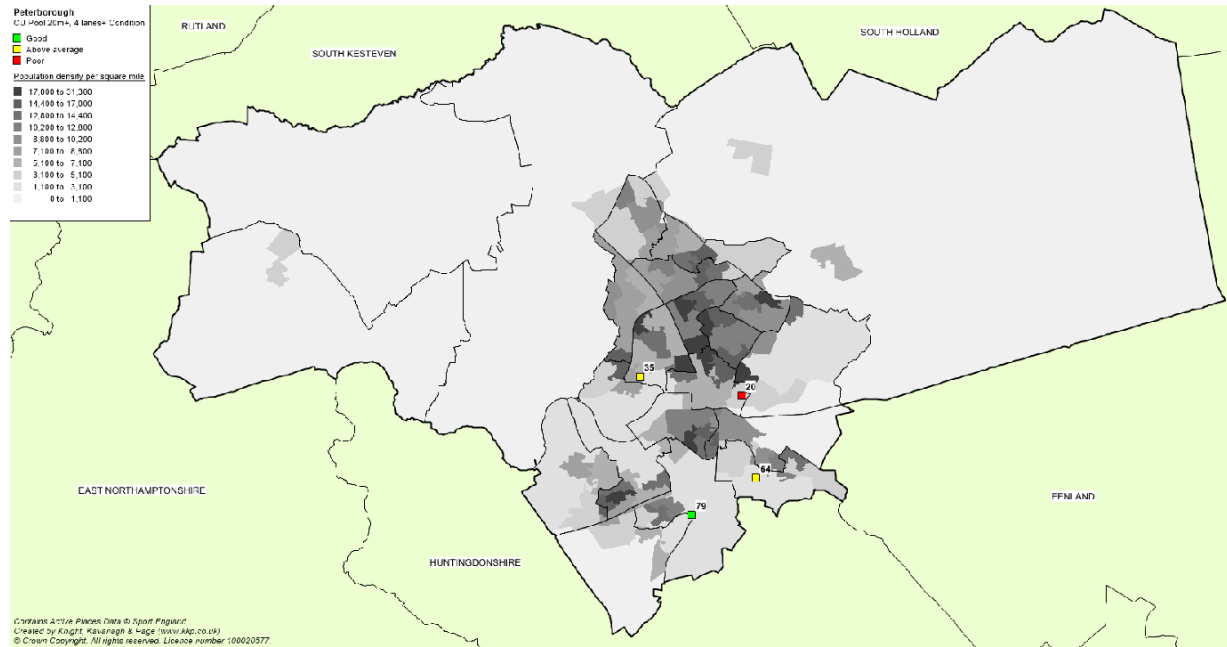 Peterborough
CU Pool 20m+, 4 lanes+ Condition
Good
Above average
Poor
Population density per square mile
17,000 to 31,300
14,400 to 17,000
12,800 to 14,400
10,200 to 12,800
8,800 to 10,200
7,100 to 8,800
5,100 to 7,100
3,100 to 5,100
1,100 to 3,100
0 to 1,100
RUTLAND
SOUTH KESTEVEN
SOUTH HOLLAND
35
20
64
79
EAST NORTHAMPTONSHIRE
FENLAND
HUNTINGDONSHIRE
Contains Active Places Data © Sport England
Created by Knight, Kavanagh & Page (www.kkp.co.uk)
© Crown Copyright. All rights reserved. Licence number 100020577.